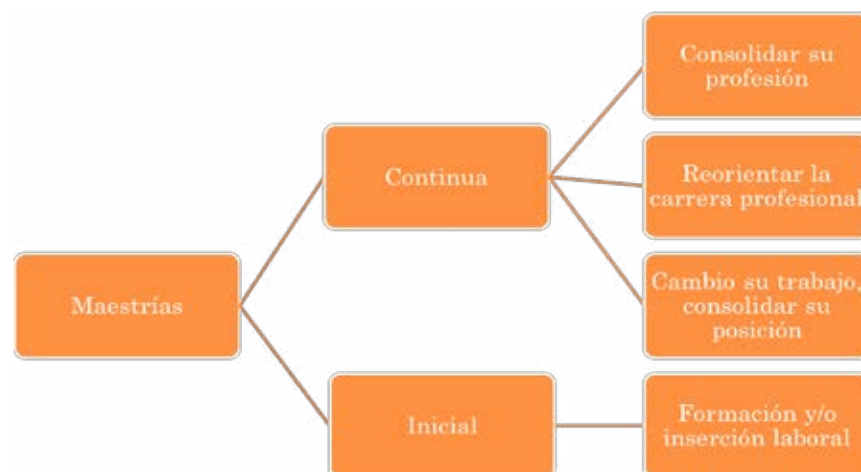 Maestrías
Continua
Consolidar su
profesión
Reorientar la
carrera profesional
Cambio su trabajo,
consolidar su
posición
Inicial
Formación y/o
inserción laboral